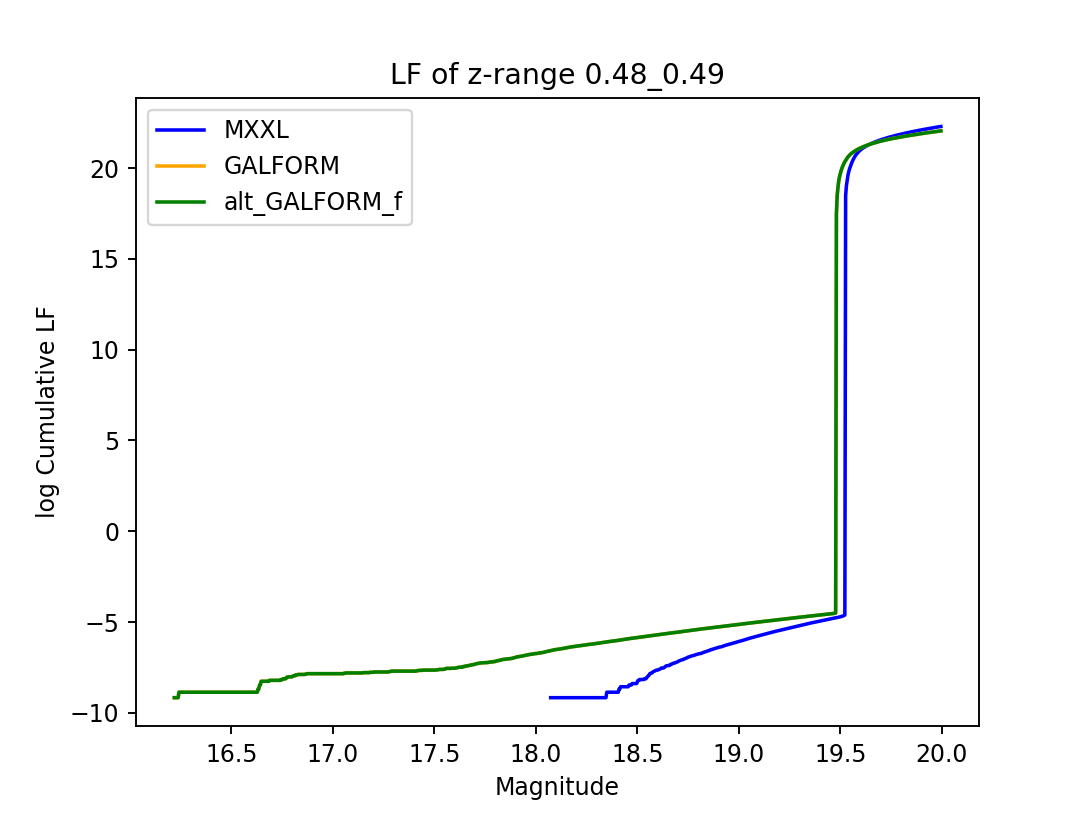 LF of z-range 0.48_0.49
MXXL
GALFORM
alt_GALFORM_f
20
15
10
5
0
−5
−10
log Cumulative LF
16.5 17.0 17.5 18.0 18.5 19.0 19.5 20.0
Magnitude